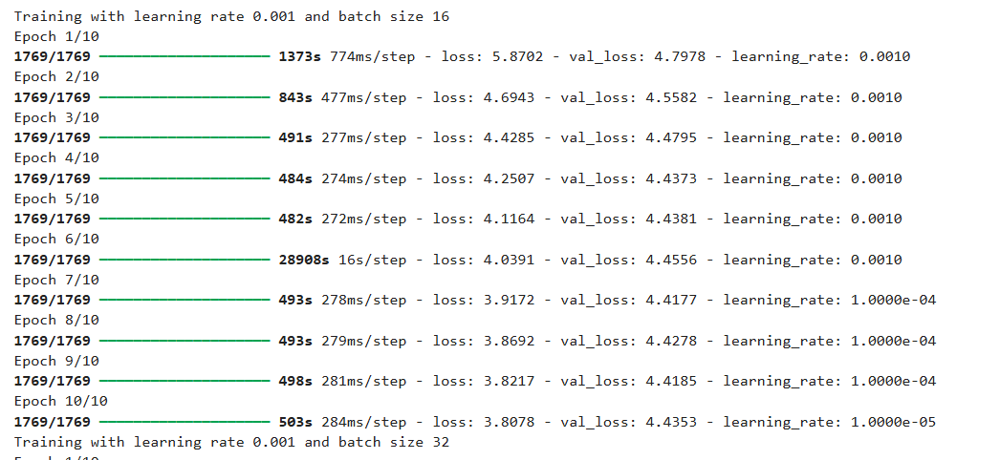 Training with learning rate 0.001 and batch size 16
Epoch 1/10
1769/1769 ━━━━━━━━━━━━━━━━━━━━ 1373s 774ms/step - loss: 5.8702 - val_loss: 4.7978 - learning_rate: 0.0010
Epoch 2/10
1769/1769 ━━━━━━━━━━━━━━━━━━━━ 843s 477ms/step - loss: 4.6943 - val_loss: 4.5582 - learning_rate: 0.0010
Epoch 3/10
1769/1769 ━━━━━━━━━━━━━━━━━━━━ 491s 277ms/step - loss: 4.4285 - val_loss: 4.4795 - learning_rate: 0.0010
Epoch 4/10
1769/1769 ━━━━━━━━━━━━━━━━━━━━ 484s 274ms/step - loss: 4.2507 - val_loss: 4.4373 - learning_rate: 0.0010
Epoch 5/10
1769/1769 ━━━━━━━━━━━━━━━━━━━━ 482s 272ms/step - loss: 4.1164 - val_loss: 4.4381 - learning_rate: 0.0010
Epoch 6/10
1769/1769 ━━━━━━━━━━━━━━━━━━━━ 28908s 16s/step - loss: 4.0391 - val_loss: 4.4556 - learning_rate: 0.0010
Epoch 7/10
1769/1769 ━━━━━━━━━━━━━━━━━━━━ 493s 278ms/step - loss: 3.9172 - val_loss: 4.4177 - learning_rate: 1.0000e-04
Epoch 8/10
1769/1769 ━━━━━━━━━━━━━━━━━━━━ 493s 279ms/step - loss: 3.8692 - val_loss: 4.4278 - learning_rate: 1.0000e-04
Epoch 9/10
1769/1769 ━━━━━━━━━━━━━━━━━━━━ 498s 281ms/step - loss: 3.8217 - val_loss: 4.4185 - learning_rate: 1.0000e-04
Epoch 10/10
1769/1769 ━━━━━━━━━━━━━━━━━━━━ 503s 284ms/step - loss: 3.8078 - val_loss: 4.4353 - learning_rate: 1.0000e-05
Training with learning rate 0.001 and batch size 32
Epoch 1/10